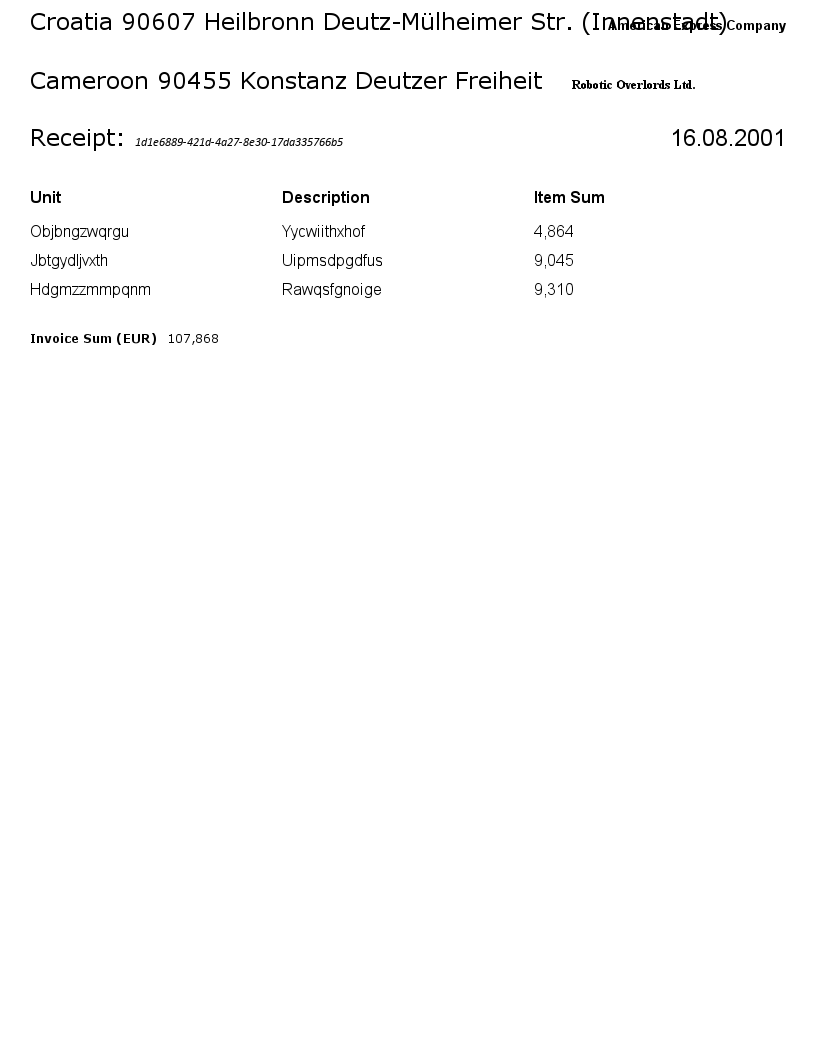 Croatia 90607 Heilbronn Deutz-Mülheimer Str. (Innenstadt) American Express Company
Cameroon 90455 Konstanz Deutzer Freiheit Robotic Overlords Ltd.
Receipt: 1d1e6889-421d-4a27-8e30-17da335766b5 16.08.2001
Unit Description Item Sum
Objbngzwqrgu Yycwiithxhof 4,864
Jbtgydljvxth Uipmsdpgdfus 9,045
Hdgmzzmmpqnm Rawqsfgnoige 9,310
Invoice Sum (EUR) 107,868